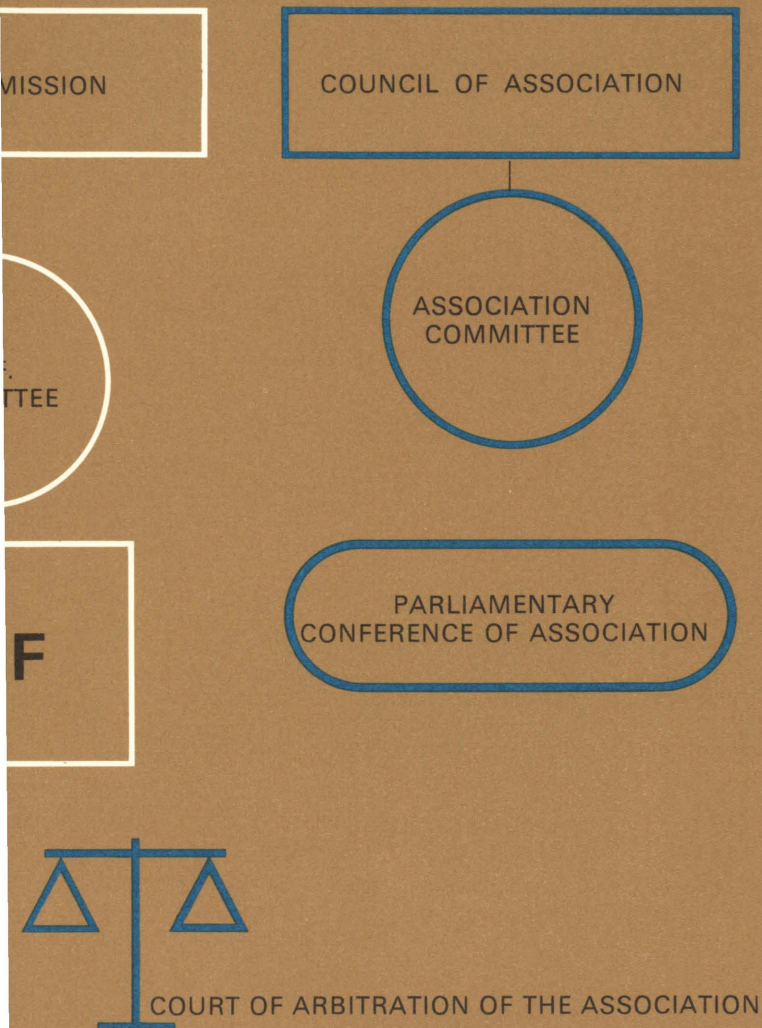 MISSION
COUNCIL OF ASSOCIATION
ASSOCIATION
COMMITTEE
F.
TTEE
PARLIAMENTARY
CONFERENCE OF ASSOCIATION
F
COURT OF ARBITRATION OF THE ASSOCIATION